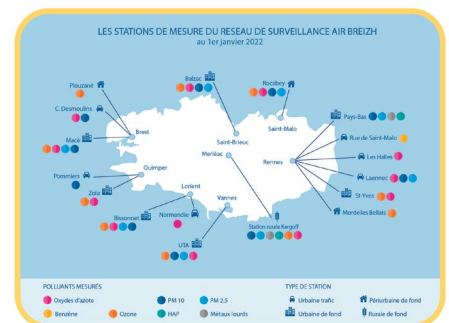 LES STATIONS DE MESURE DU RESEAU DE SURVEILLANCE AIR BREIZH
au 1er janvier 2022
Balzac
Rocabey
Plouzané
C. Desmoulins
Macé
Pays-Bas
Rue de Saint-Malo
Les Halles
Laennec
St-Yves
Mordelles Bellais
Brest
Saint-Brieuc
Saint-Malo
Merléac
Rennes
Quimper
Pommiers
Zola
Lorient
Vannes
Bissonnet
Normandie
UTA
Station rurale Kergoff
POLLUANTS MESURÉS
TYPE DE STATION
Oxydes d'azote
PM 10
PM 2,5
Urbaine trafic
Périurbaine de fond
Benzène
Ozone
HAP
Métaux lourds
Urbaine de fond
Rurale de fond